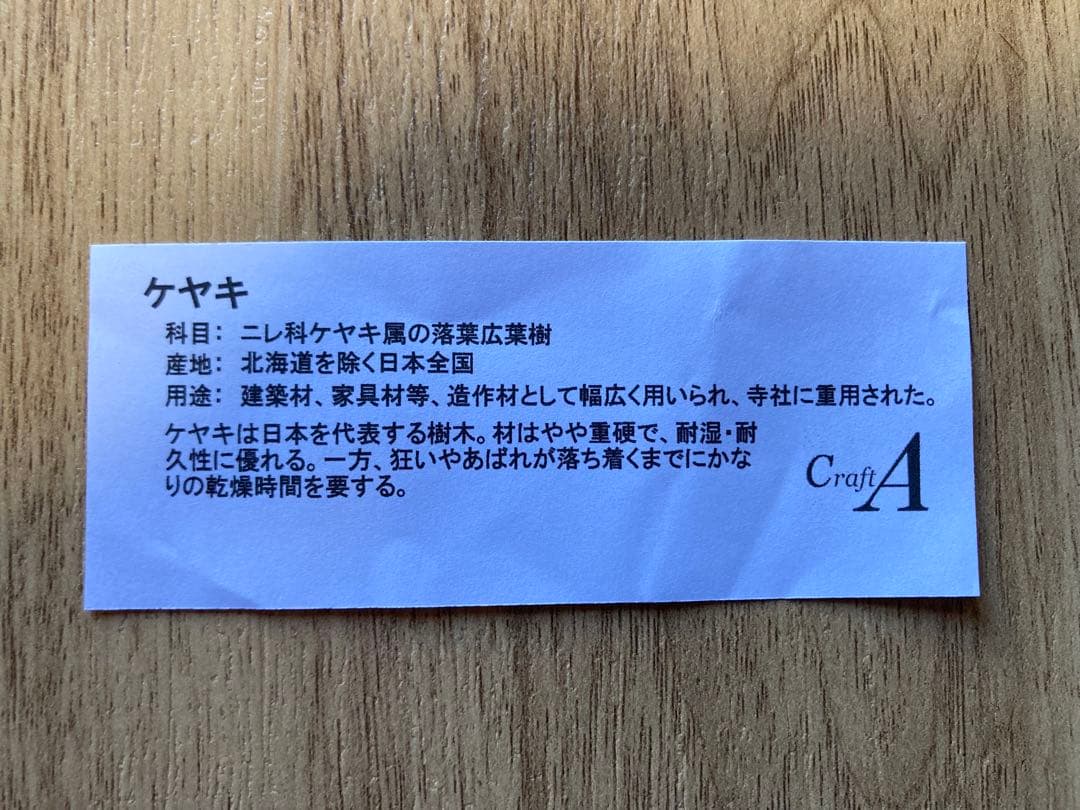 ケヤキ
科目： ニレ科ケヤキ属の落葉広葉樹
産地： 北海道を除く日本全国
用途： 建築材、家具材等、造作材として幅広く用いられ、寺社に重用された。
ケヤキは日本を代表する樹木。材はやや重硬で、耐湿・耐
久性に優れる。一方、狂いやあばれが落ち着くまでにかな
りの乾燥時間を要する。
Craft A